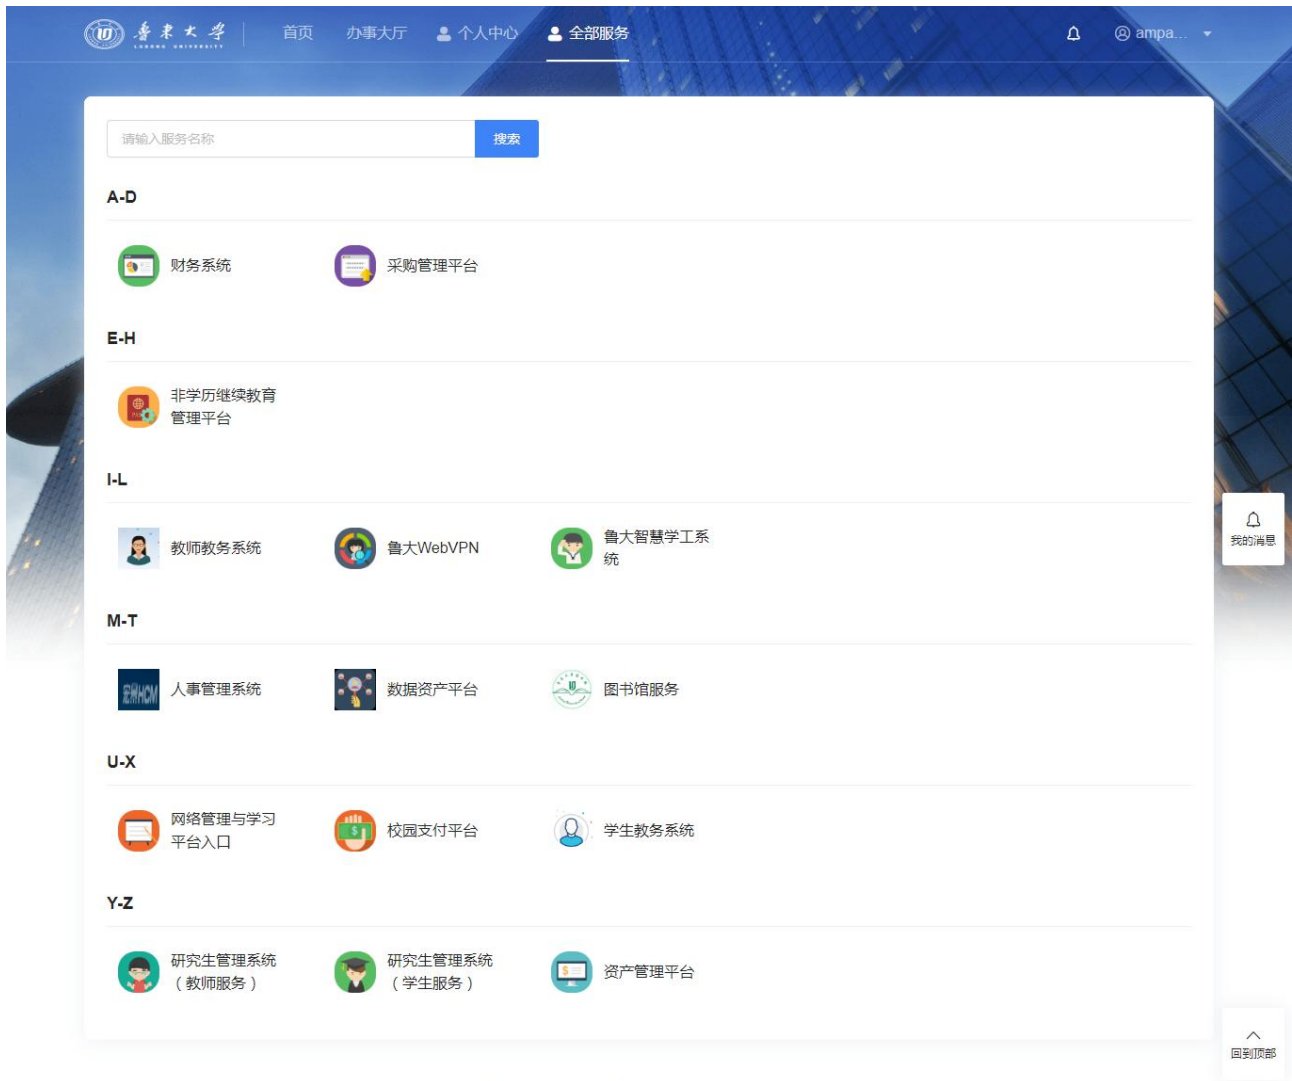 鲁东大学
LUDONG UNIVERSITY
首页
办事大厅
个人中心
全部服务
ampa...
请输入服务名称
搜索
A-D
财务系统
采购管理平台
E-H
非学历继续教育
管理平台
I-L
教师教务系统
鲁大WebVPN
鲁大智慧学工系
统
M-T
宏景HCM
人事管理系统
数据资产平台
图书馆服务
U-X
网络管理与学习
平台入口
校园支付平台
学生教务系统
Y-Z
研究生管理系统
（教师服务）
研究生管理系统
（学生服务）
资产管理平台
我的消息
回到顶部